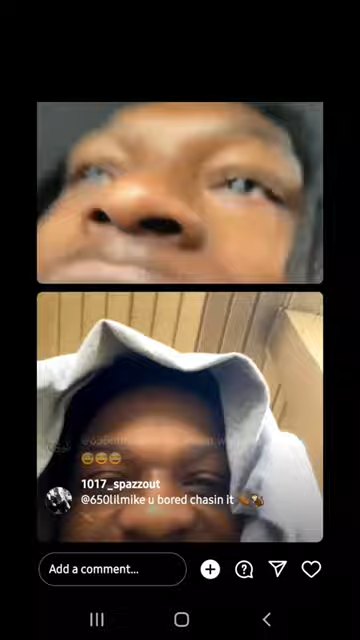 😅😅😅
1017_spazzout
@650lilmike u bored chasin it
Add a comment...